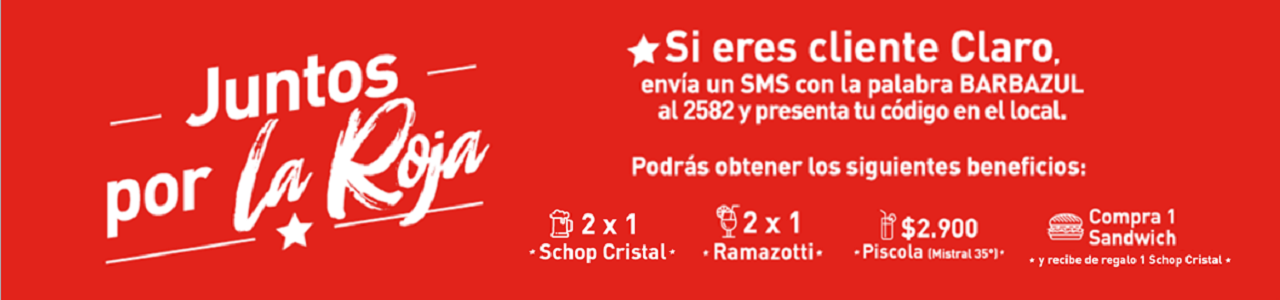 Juntos
por La Roja
Si eres cliente Claro,
envía un SMS con la palabra BARBAZUL
al 2582 y presenta tu código en el local.
Podrás obtener los siguientes beneficios:
2 x 1
Schop Cristal
2 x 1
Ramazotti
$2.900
Piscola (Mistral 35°)
Compra 1
Sandwich
y recibe de regalo 1 Schop Cristal